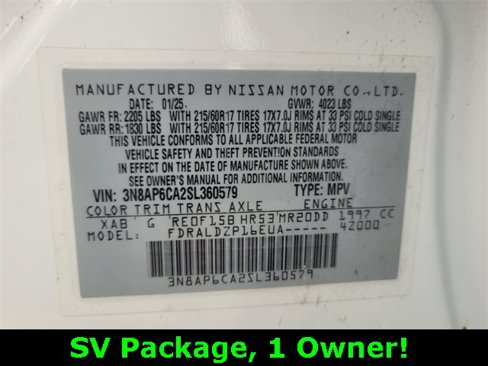 MANUFACTURED BY NISSAN MOTOR CO.,LTD.
DATE 01/25. GVWR: 4023 LBS
GAWR FR: 2205 LBS WITH 215/60R17 TIRES 17X7.0J RIMS AT 33 PSI COLD SINGLE
GAWR RR: 1830 LBS WITH 215/60R17 TIRES 17X7.0J RIMS AT 33 PSI COLD SINGLE
THIS VEHICLE CONFORMS TO ALL APPLICABLE FEDERAL MOTOR
VEHICLE SAFETY AND THEFT PREVENTION STANDARDS
IN EFFECT ON THE DATE OF MANUFACTURE SHOWN ABOVE.
SEE OWNER'S MANUAL FOR ADDITIONAL INFORMATION
VIN: 3N8AP6CA2SL360579 TYPE: MPV
COLOR TRIM TRANS AXLE ENGINE
XAB G RE0F15B HR53 MR20DD 1997 CC
MODEL: FDRALDZP16EUA----- 4Z000
3N8AP6CA2SL360579
SV Package, 1 Owner!